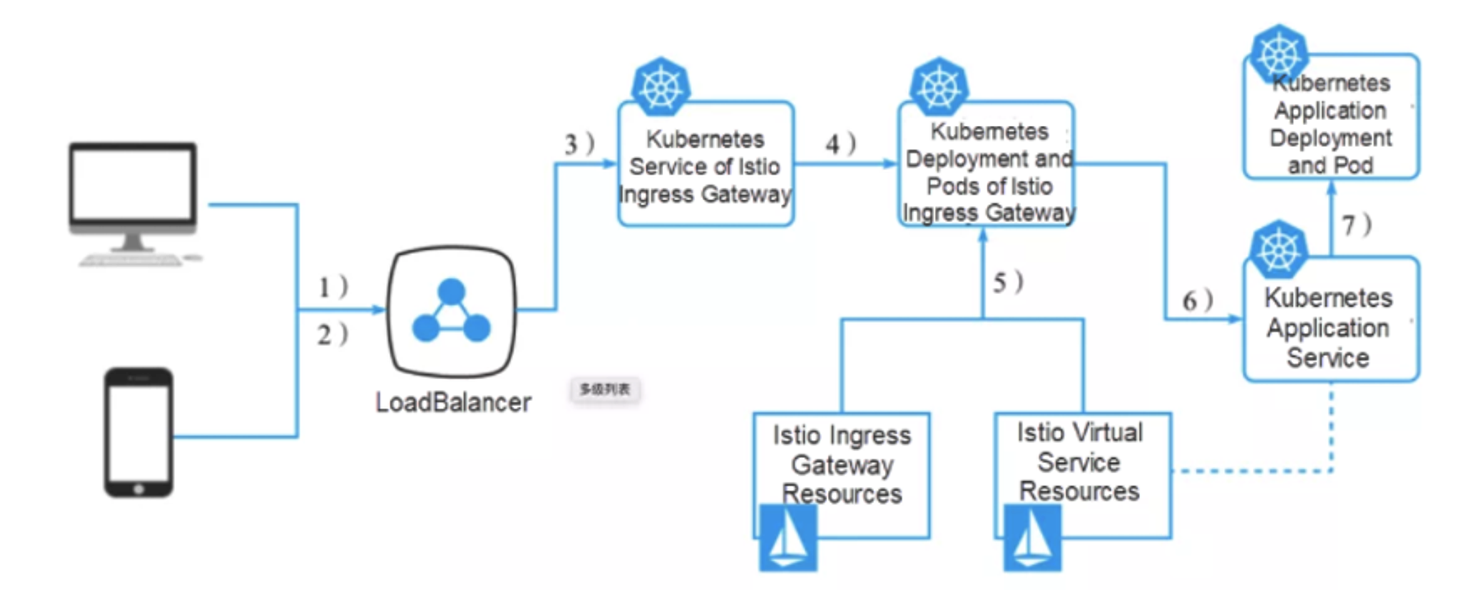 1)
2)
LoadBalancer
多级列表
3)
Kubernetes
Service of Istio
Ingress Gateway
4)
Kubernetes
Deployment and
Pods of Istio
Ingress Gateway
5)
Istio Ingress
Gateway
Resources
Istio Virtual
Service
Resources
6)
Kubernetes
Application
Service
7)
Kubernetes
Application
Deployment
and Pod